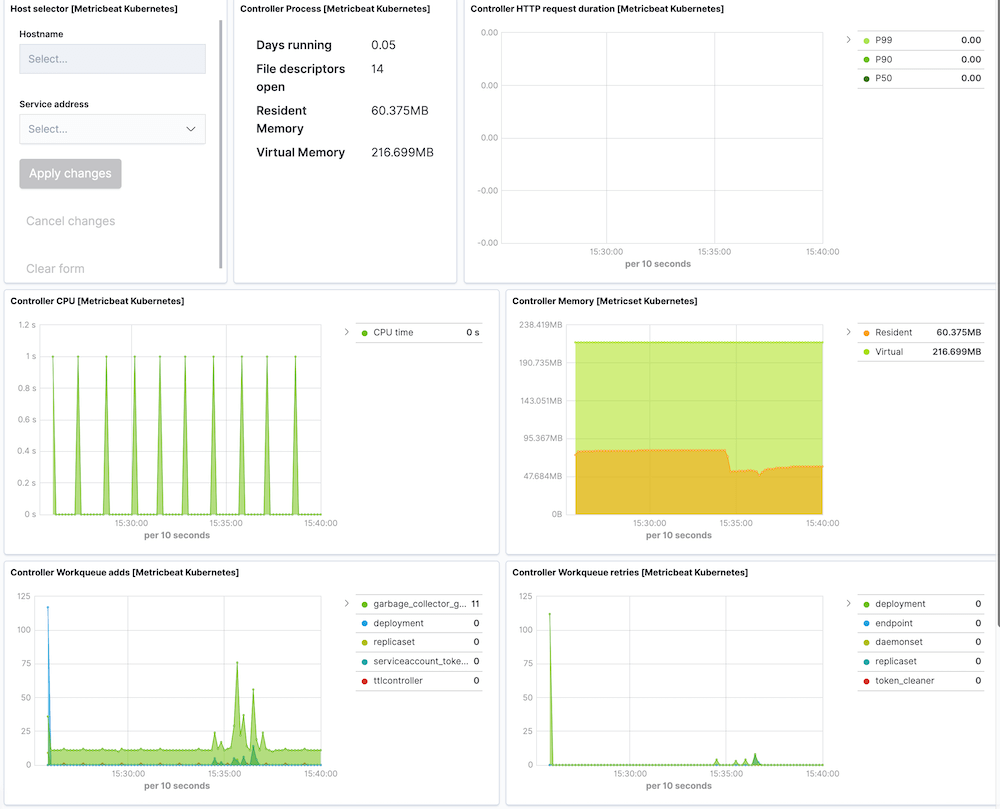 Host selector [Metricbeat Kubernetes]
Hostname
Select...
Service address
Select...
Apply changes
Cancel changes
Clear form
Controller Process [Metricbeat Kubernetes]
Days running 0.05
File descriptors open 14
Resident Memory 60.375MB
Virtual Memory 216.699MB
Controller HTTP request duration [Metricbeat Kubernetes]
0.00
0.00
0.00
-0.00
-0.00
15:30:00 15:35:00 15:40:00
per 10 seconds
P99 0.00
P90 0.00
P50 0.00
Controller CPU [Metricbeat Kubernetes]
1.2 s
1 s
0.8 s
0.6 s
0.4 s
0.2 s
0 s
15:30:00 15:35:00 15:40:00
per 10 seconds
CPU time 0 s
Controller Memory [Metricset Kubernetes]
238.419MB
190.735MB
143.051MB
95.367MB
47.684MB
0B
15:30:00 15:35:00 15:40:00
per 10 seconds
Resident 60.375MB
Virtual 216.699MB
Controller Workqueue adds [Metricbeat Kubernetes]
125
100
75
50
25
0
15:30:00 15:35:00 15:40:00
per 10 seconds
garbage_collector_g... 11
deployment 0
replicaset 0
serviceaccount_toke... 0
ttlcontroller 0
Controller Workqueue retries [Metricbeat Kubernetes]
125
100
75
50
25
0
15:30:00 15:35:00 15:40:00
per 10 seconds
deployment 0
endpoint 0
daemonset 0
replicaset 0
token_cleaner 0